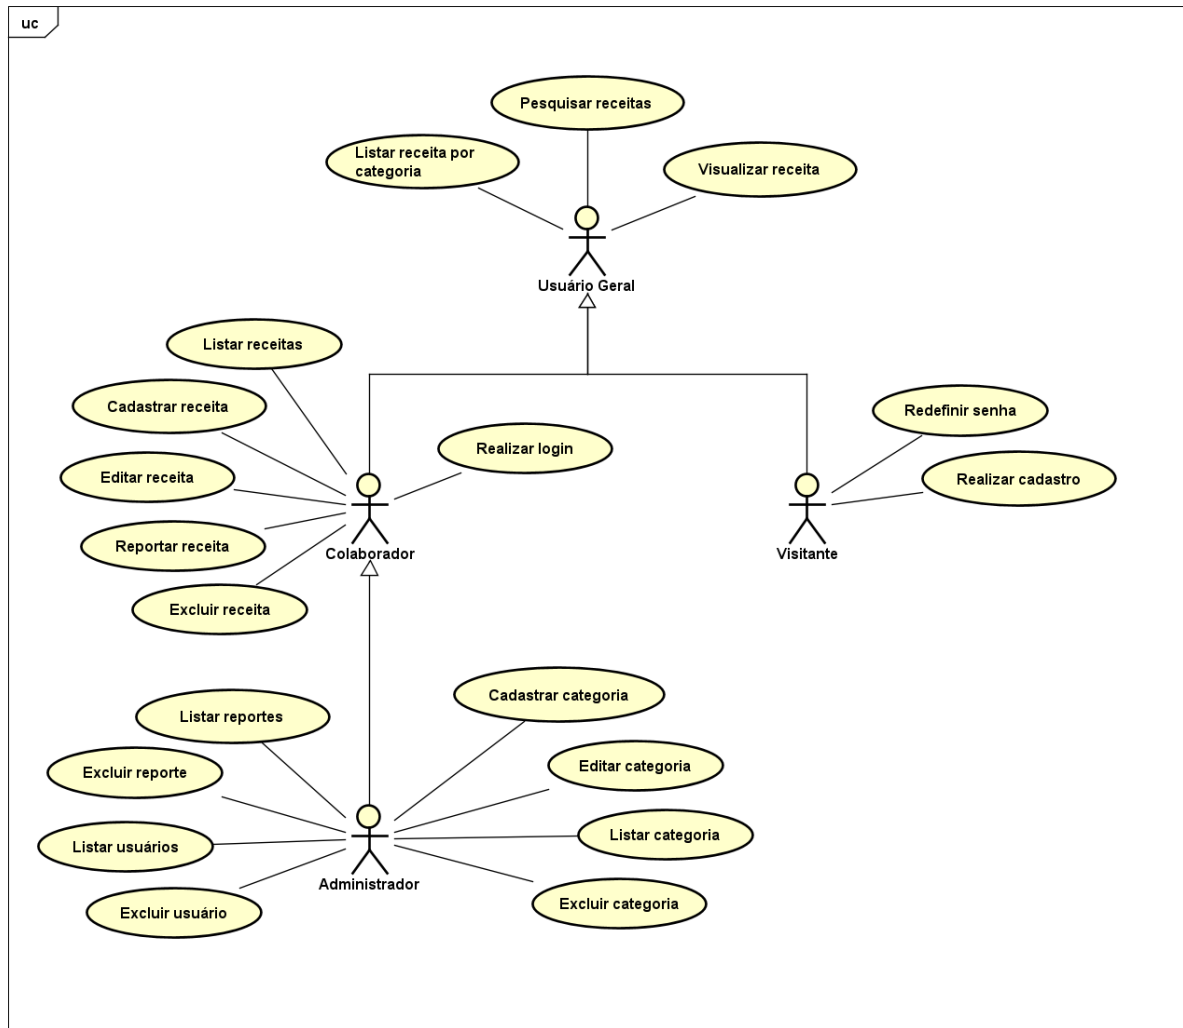 uc
Pesquisar receitas
Listar receita por
categoria
Visualizar receita
Usuário Geral
Listar receitas
Cadastrar receita
Editar receita
Reportar receita
Excluir receita
Realizar login
Colaborador
Redefinir senha
Realizar cadastro
Visitante
Listar reportes
Excluir reporte
Listar usuários
Excluir usuário
Cadastrar categoria
Editar categoria
Listar categoria
Excluir categoria
Administrador